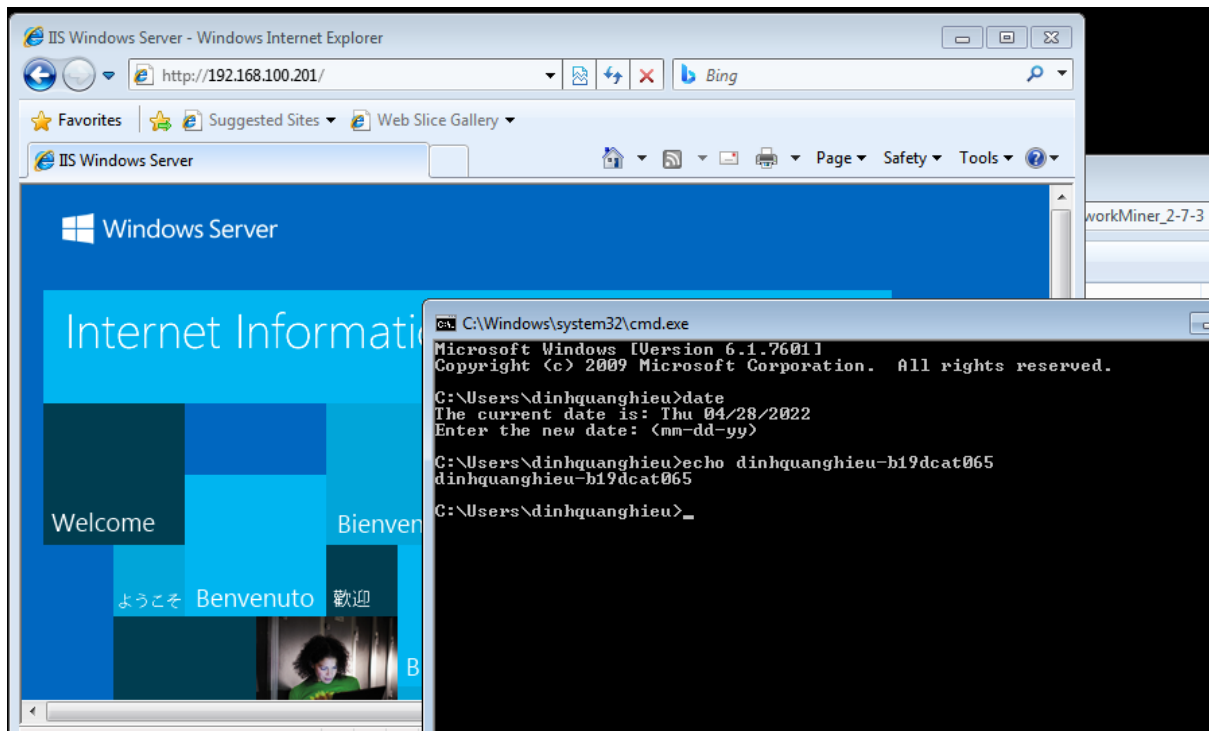 IIS Windows Server - Windows Internet Explorer
http://192.168.100.201/
Bing
Favorites
Suggested Sites
Web Slice Gallery
IIS Windows Server
Page
Safety
Tools
workMiner_2-7-3
Windows Server
Internet Informati
C:\Windows\system32\cmd.exe
Microsoft Windows [Version 6.1.7601]
Copyright (c) 2009 Microsoft Corporation.  All rights reserved.
C:\Users\dinhquanghieu>date
The current date is: Thu 04/28/2022
Enter the new date: (mm-dd-yy)
C:\Users\dinhquanghieu>echo dinhquanghieu-b19dcat065
dinhquanghieu-b19dcat065
C:\Users\dinhquanghieu>_
Welcome
Bienven
ようこそ
Benvenuto
歡迎
B